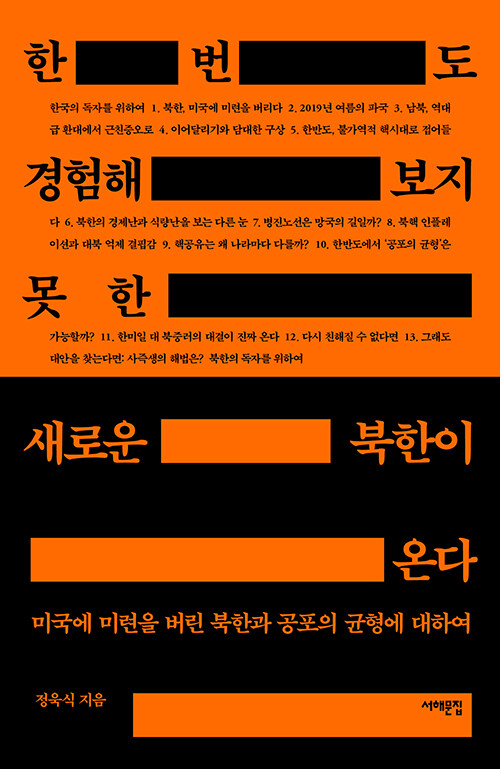 한 번 도
한국의 독자를 위하여 1. 북한, 미국에 미련을 버리다 2. 2019년 여름의 파국 3. 남북, 역대
급 환대에서 근친증오로 4. 이어달리기와 담대한 구상 5. 한반도, 불가역적 핵시대로 접어들
경험해 보지
다 6. 북한의 경제난과 식량난을 보는 다른 눈 7. 병진노선은 망국의 길일까? 8. 북핵 인플레
이션과 대북 억제 결핍감 9. 핵공유는 왜 나라마다 다를까? 10. 한반도에서 '공포의 균형'은
못 한
가능할까? 11. 한미일 대 북중러의 대결이 진짜 온다 12. 다시 친해질 수 없다면 13. 그래도
대안을 찾는다면: 사즉생의 해법은? 북한의 독자를 위하여
새로운 북한이
온다
미국에 미련을 버린 북한과 공포의 균형에 대하여
정욱식 지음
서해문집